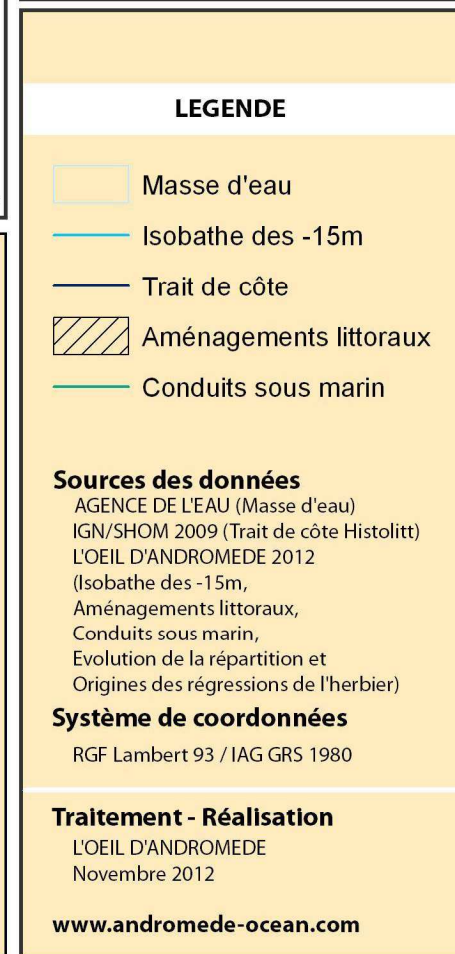 LEGENDE
Masse d'eau
Isobathe des -15m
Trait de côte
Aménagements littoraux
Conduits sous marin
Sources des données
AGENCE DE L'EAU (Masse d'eau)
IGN/SHOM 2009 (Trait de côte Histolitt)
L'OEIL D'ANDROMEDE 2012
(Isobathe des -15m,
Aménagements littoraux,
Conduits sous marin,
Evolution de la répartition et
Origines des régressions de l'herbier)
Système de coordonnées
RGF Lambert 93 / IAG GRS 1980
Traitement - Réalisation
L'OEIL D'ANDROMEDE
Novembre 2012
www.andromede-ocean.com